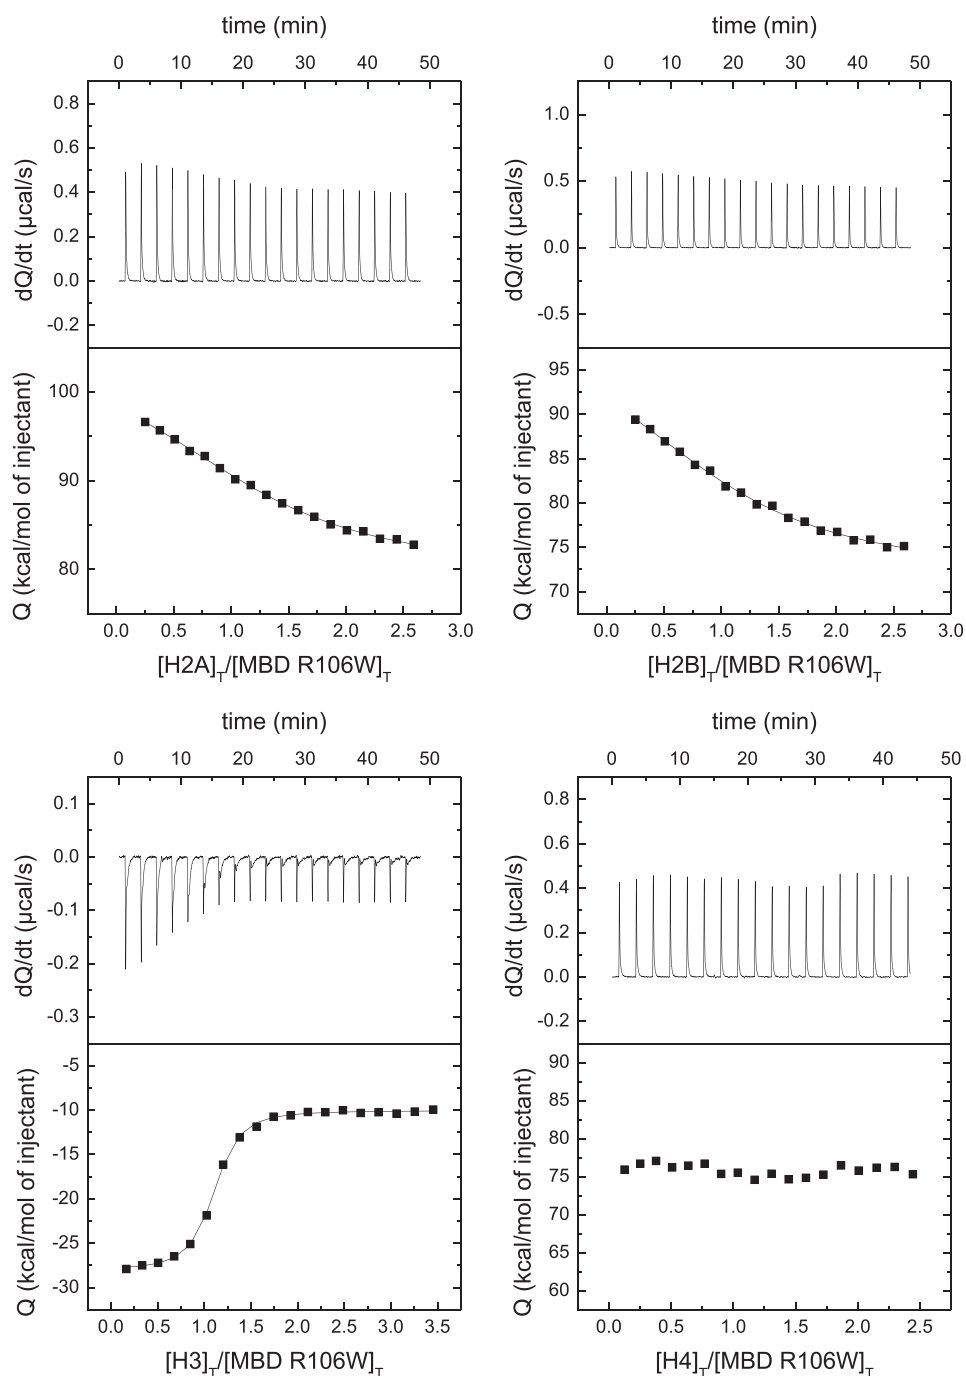 time (min)
0 10 20 30 40 50
0.8
0.6
0.4
0.2
0.0
-0.2
dQ/dt (µcal/s)
100
90
80
Q (kcal/mol of injectant)
0.0 0.5 1.0 1.5 2.0 2.5 3.0
[H2A]T/[MBD R106W]T
time (min)
0 10 20 30 40 50
1.0
0.5
0.0
-0.5
dQ/dt (µcal/s)
95
90
85
80
75
70
Q (kcal/mol of injectant)
0.0 0.5 1.0 1.5 2.0 2.5 3.0
[H2B]T/[MBD R106W]T
time (min)
0 10 20 30 40 50
0.1
0.0
-0.1
-0.2
-0.3
dQ/dt (µcal/s)
-5
-10
-15
-20
-25
-30
Q (kcal/mol of injectant)
0.0 0.5 1.0 1.5 2.0 2.5 3.0 3.5
[H3]T/[MBD R106W]T
time (min)
0 10 20 30 40 50
0.8
0.6
0.4
0.2
0.0
-0.2
dQ/dt (µcal/s)
90
85
80
75
70
65
60
Q (kcal/mol of injectant)
0.0 0.5 1.0 1.5 2.0 2.5
[H4]T/[MBD R106W]T